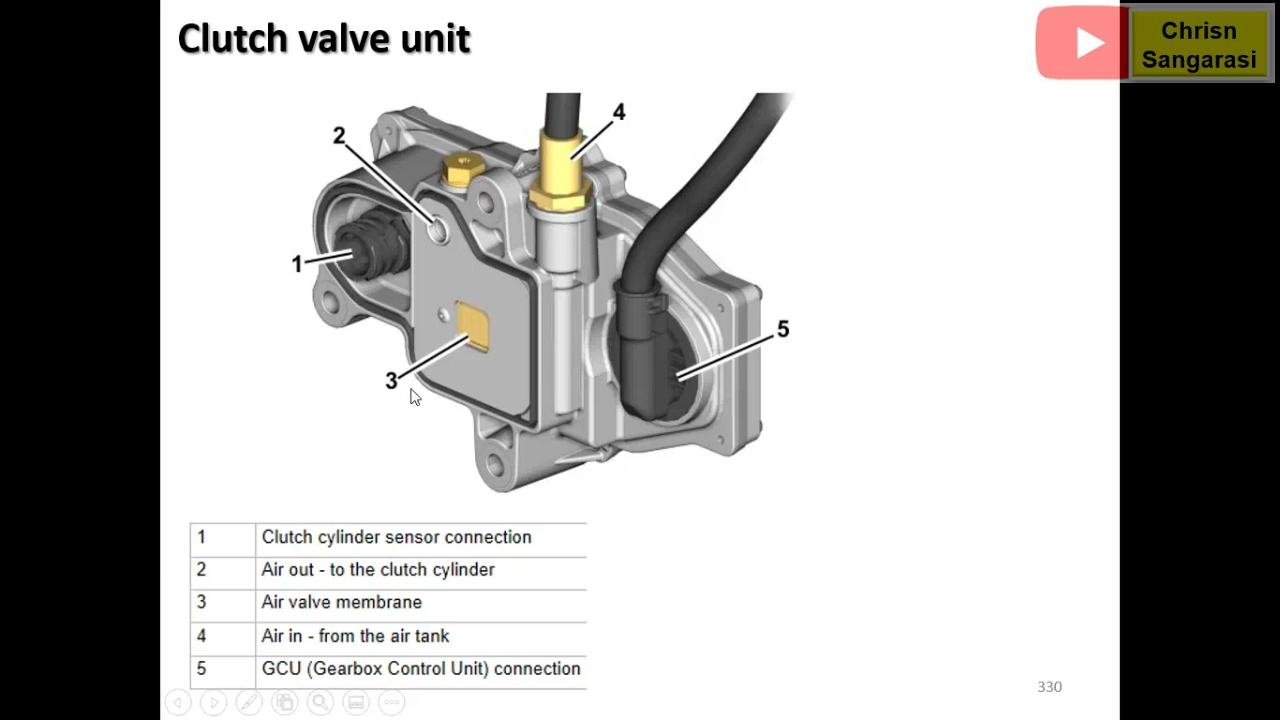 Clutch valve unit
Chrisn
Sangarasi
2
4
1
5
3
1 Clutch cylinder sensor connection
2 Air out - to the clutch cylinder
3 Air valve membrane
4 Air in - from the air tank
5 GCU (Gearbox Control Unit) connection
330